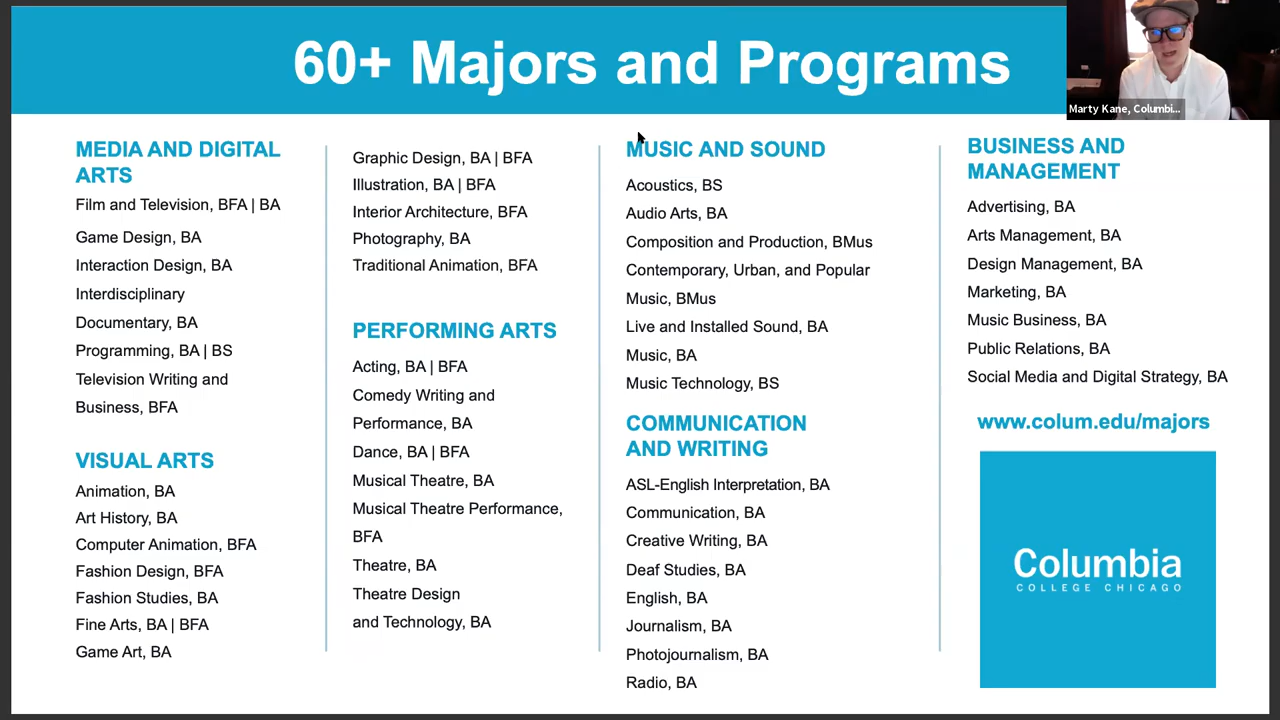 60+ Majors and Programs
Marty Kane, Columbi...
MEDIA AND DIGITAL
ARTS
Film and Television, BFA | BA
Game Design, BA
Interaction Design, BA
Interdisciplinary
Documentary, BA
Programming, BA | BS
Television Writing and
Business, BFA
VISUAL ARTS
Animation, BA
Art History, BA
Computer Animation, BFA
Fashion Design, BFA
Fashion Studies, BA
Fine Arts, BA | BFA
Game Art, BA
Graphic Design, BA | BFA
Illustration, BA | BFA
Interior Architecture, BFA
Photography, BA
Traditional Animation, BFA
PERFORMING ARTS
Acting, BA | BFA
Comedy Writing and
Performance, BA
Dance, BA | BFA
Musical Theatre, BA
Musical Theatre Performance,
BFA
Theatre, BA
Theatre Design
and Technology, BA
MUSIC AND SOUND
Acoustics, BS
Audio Arts, BA
Composition and Production, BMus
Contemporary, Urban, and Popular
Music, BMus
Live and Installed Sound, BA
Music, BA
Music Technology, BS
COMMUNICATION
AND WRITING
ASL-English Interpretation, BA
Communication, BA
Creative Writing, BA
Deaf Studies, BA
English, BA
Journalism, BA
Photojournalism, BA
Radio, BA
BUSINESS AND
MANAGEMENT
Advertising, BA
Arts Management, BA
Design Management, BA
Marketing, BA
Music Business, BA
Public Relations, BA
Social Media and Digital Strategy, BA
www.colum.edu/majors
Columbia
COLLEGE CHICAGO